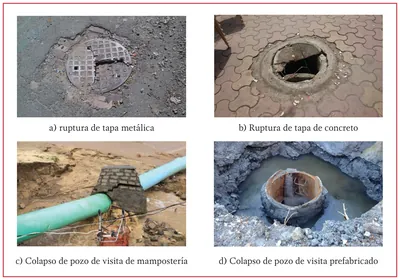 a) ruptura de tapa metálica
b) Ruptura de tapa de concreto
c) Colapso de pozo de visita de mampostería
d) Colapso de pozo de visita prefabricado